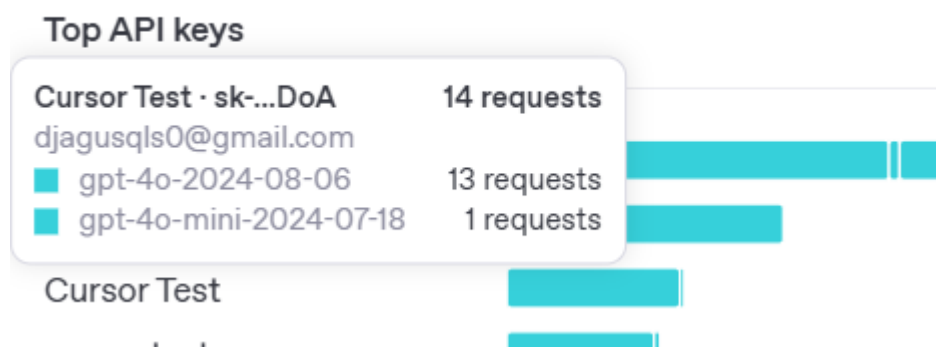 Top API keys
Cursor Test · sk-...DoA 14 requests
djagusqls0@gmail.com
gpt-4o-2024-08-06 13 requests
gpt-4o-mini-2024-07-18 1 requests
Cursor Test